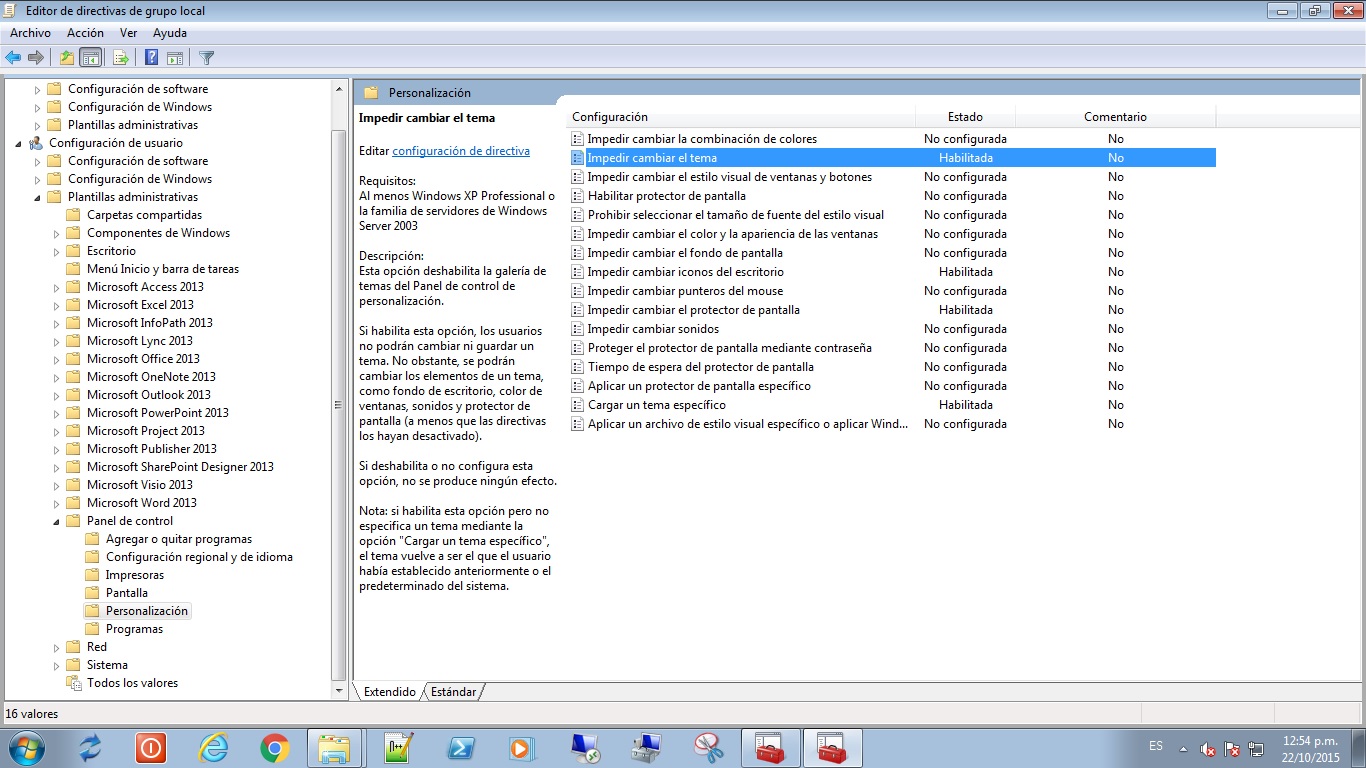 Editor de directivas de grupo local
Archivo Acción Ver Ayuda
Configuración de software
Configuración de Windows
Plantillas administrativas
Configuración de usuario
Configuración de software
Configuración de Windows
Plantillas administrativas
Carpetas compartidas
Componentes de Windows
Escritorio
Menú Inicio y barra de tareas
Microsoft Access 2013
Microsoft Excel 2013
Microsoft InfoPath 2013
Microsoft Lync 2013
Microsoft Office 2013
Microsoft OneNote 2013
Microsoft Outlook 2013
Microsoft PowerPoint 2013
Microsoft Project 2013
Microsoft Publisher 2013
Microsoft SharePoint Designer 2013
Microsoft Visio 2013
Microsoft Word 2013
Panel de control
Agregar o quitar programas
Configuración regional y de idioma
Impresoras
Pantalla
Personalización
Programas
Red
Sistema
Todos los valores
Personalización
Impedir cambiar el tema
Editar configuración de directiva
Requisitos:
Al menos Windows XP Professional o
la familia de servidores de Windows
Server 2003
Descripción:
Esta opción deshabilita la galería de
temas del Panel de control de
personalización.
Si habilita esta opción, los usuarios
no podrán cambiar ni guardar un
tema. No obstante, se podrán
cambiar los elementos de un tema,
como fondo de escritorio, color de
ventanas, sonidos y protector de
pantalla (a menos que las directivas
los hayan desactivado).
Si deshabilita o no configura esta
opción, no se produce ningún efecto.
Nota: si habilita esta opción pero no
especifica un tema mediante la
opción "Cargar un tema específico",
el tema vuelve a ser el que el usuario
había establecido anteriormente o el
predeterminado del sistema.
Configuración Estado Comentario
Impedir cambiar la combinación de colores No configurada No
Impedir cambiar el tema Habilitada No
Impedir cambiar el estilo visual de ventanas y botones No configurada No
Habilitar protector de pantalla No configurada No
Prohibir seleccionar el tamaño de fuente del estilo visual No configurada No
Impedir cambiar el color y la apariencia de las ventanas No configurada No
Impedir cambiar el fondo de pantalla No configurada No
Impedir cambiar iconos del escritorio Habilitada No
Impedir cambiar punteros del mouse No configurada No
Impedir cambiar el protector de pantalla Habilitada No
Impedir cambiar sonidos No configurada No
Proteger el protector de pantalla mediante contraseña No configurada No
Tiempo de espera del protector de pantalla No configurada No
Aplicar un protector de pantalla específico No configurada No
Cargar un tema específico Habilitada No
Aplicar un archivo de estilo visual específico o aplicar Wind... No configurada No
Extendido Estándar
16 valores
ES
12:54 p.m.
22/10/2015